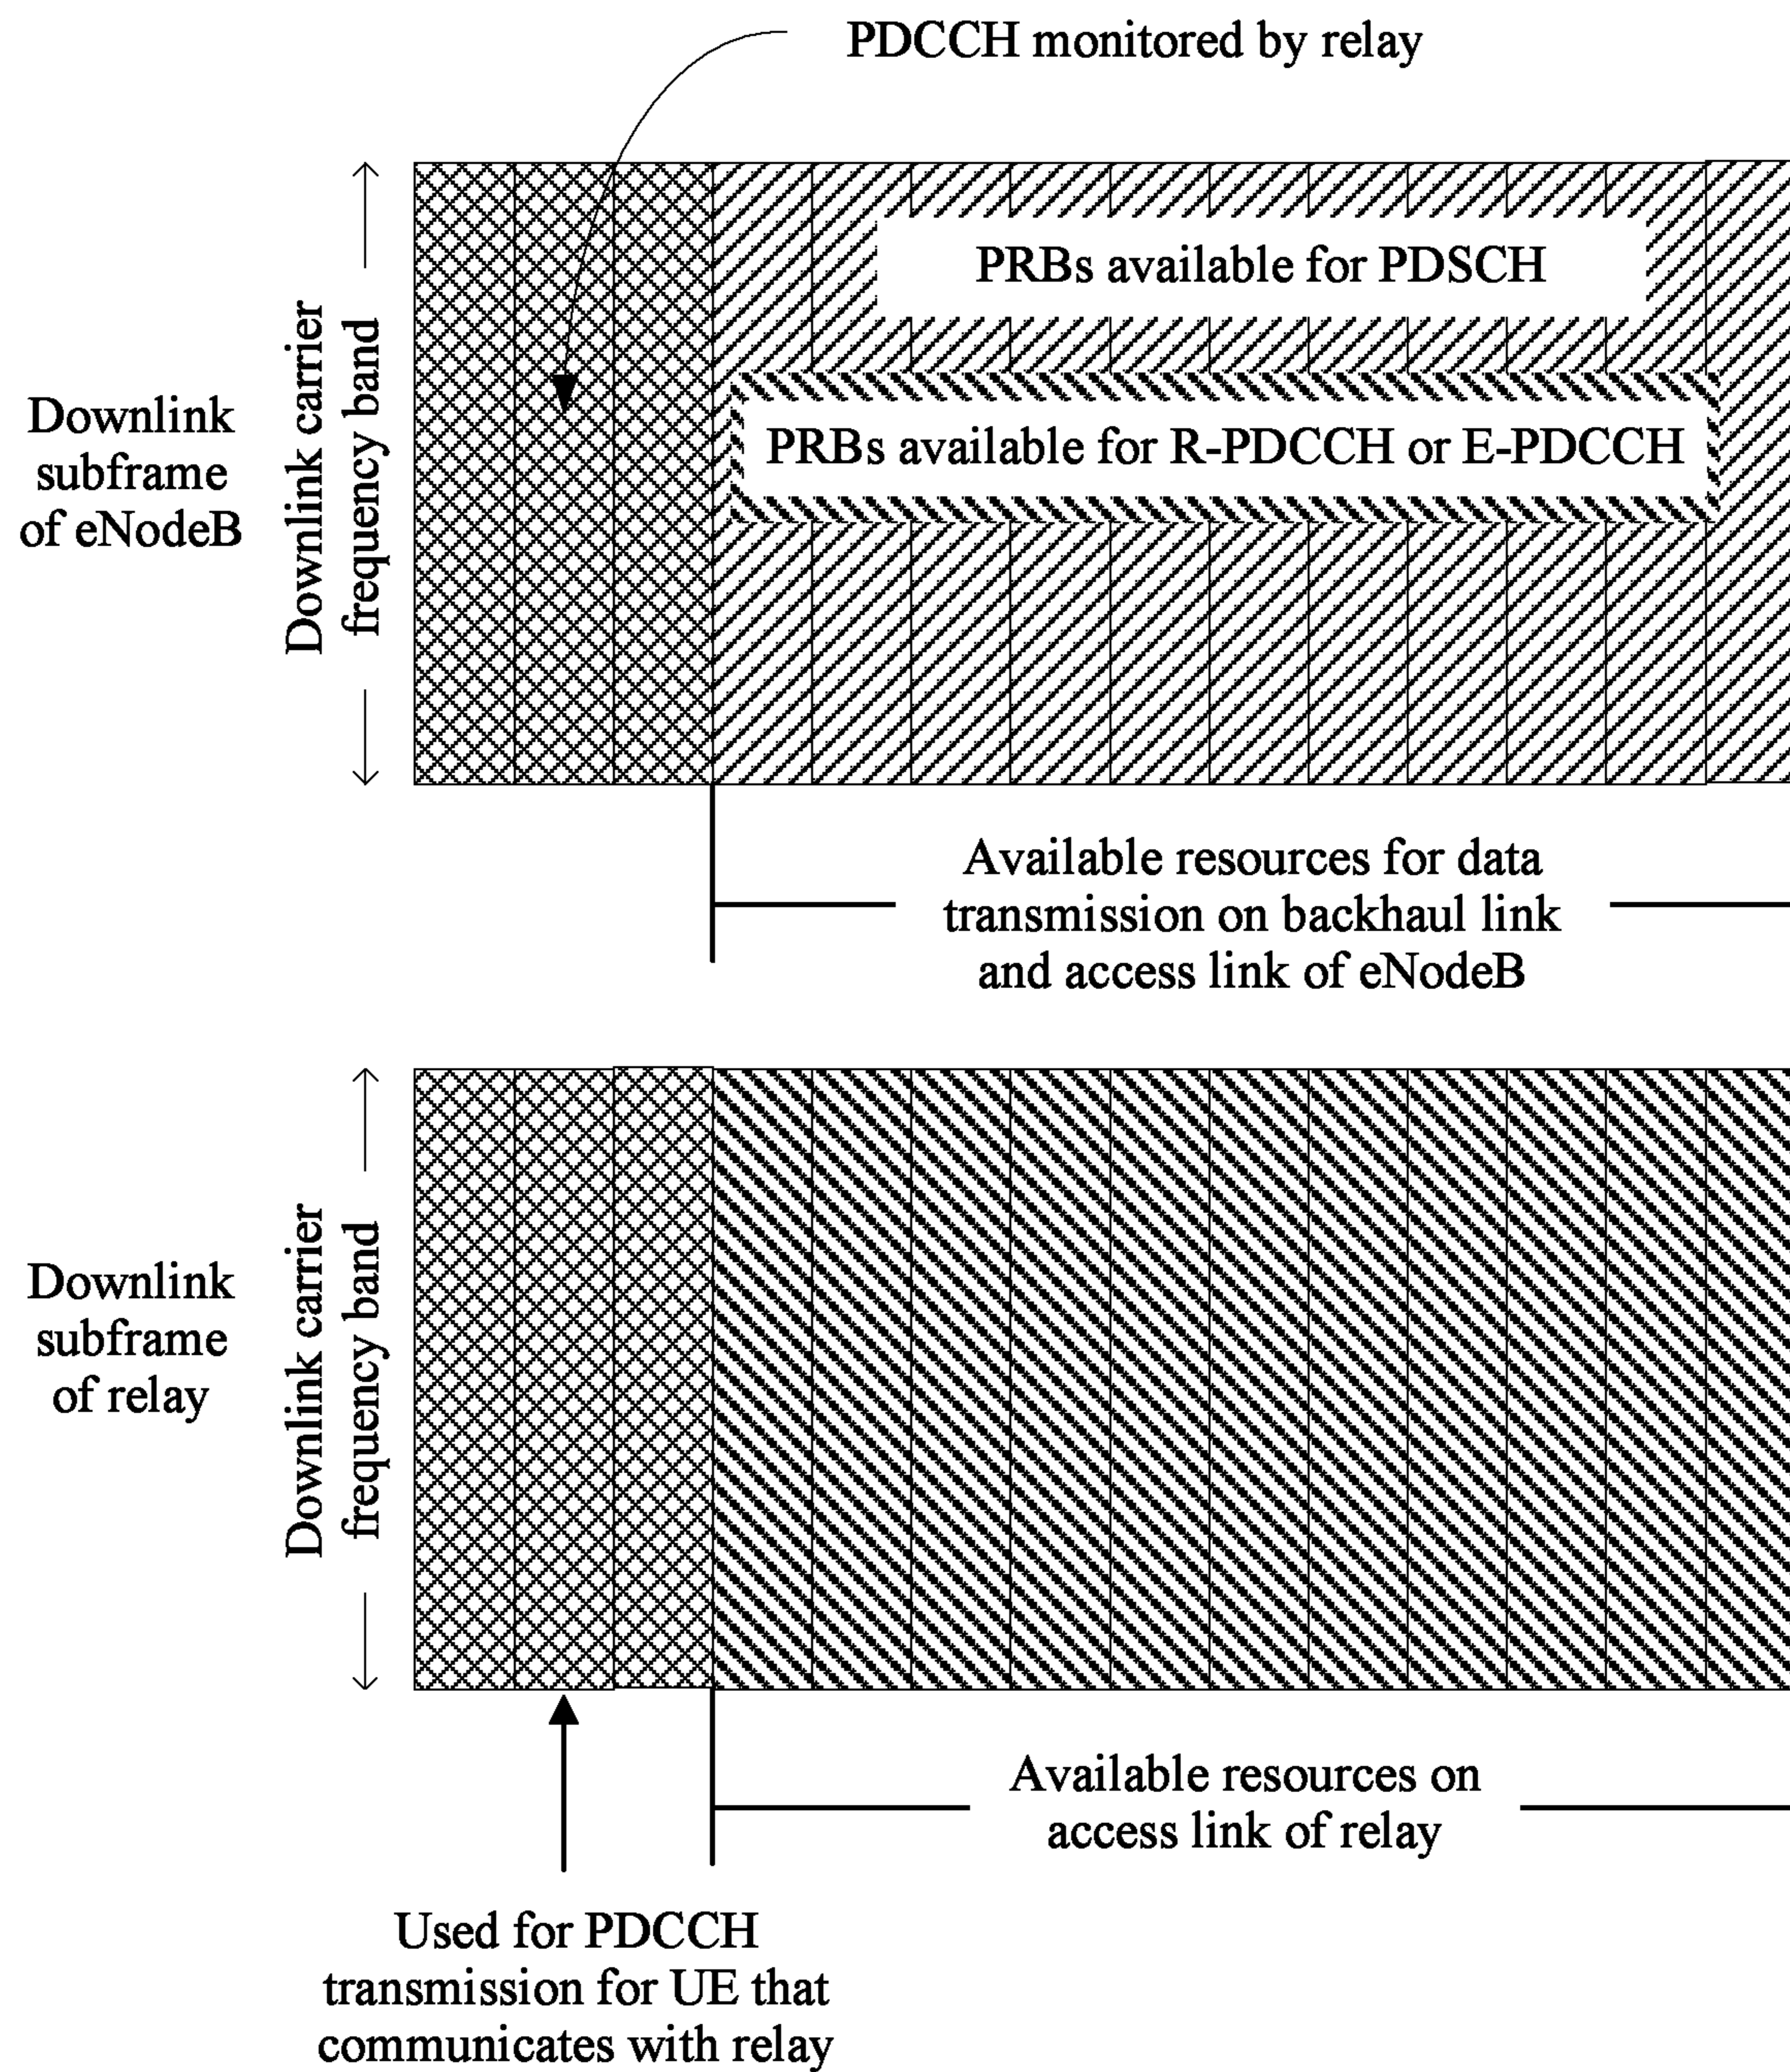 PDCCH monitored by relay
PRBs available for PDSCH
PRBs available for R-PDCCH or E-PDCCH
Downlink
subframe
of eNodeB
Downlink carrier
frequency band
Available resources for data
transmission on backhaul link
and access link of eNodeB
Downlink
subframe
of relay
Downlink carrier
frequency band
Available resources on
access link of relay
Used for PDCCH
transmission for UE that
communicates with relay